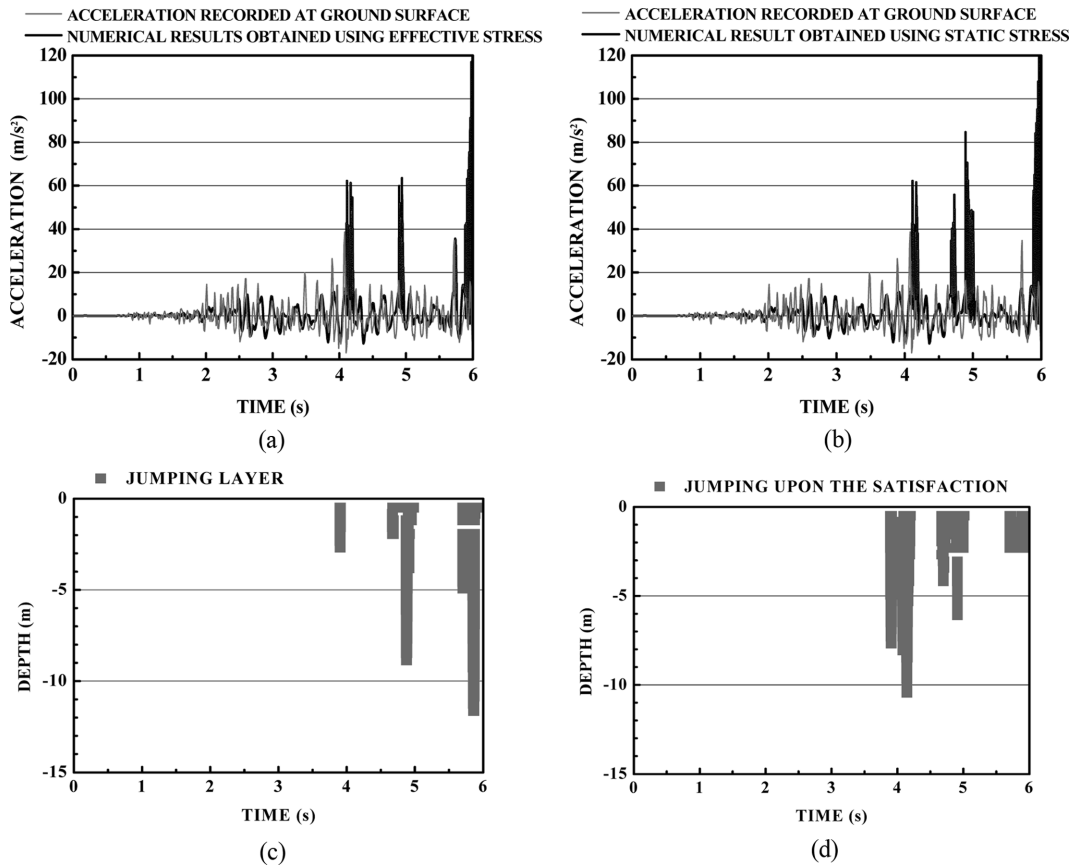 ACCELERATION RECORDED AT GROUND SURFACE
NUMERICAL RESULTS OBTAINED USING EFFECTIVE STRESS
120
100
80
60
40
20
0
-20
ACCELERATION (m/s²)
0 1 2 3 4 5 6
TIME (s)
(a)
ACCELERATION RECORDED AT GROUND SURFACE
NUMERICAL RESULT OBTAINED USING STATIC STRESS
120
100
80
60
40
20
0
-20
ACCELERATION (m/s²)
0 1 2 3 4 5 6
TIME (s)
(b)
JUMPING LAYER
0
-5
-10
-15
DEPTH (m)
0 1 2 3 4 5 6
TIME (s)
(c)
JUMPING UPON THE SATISFACTION
0
-5
-10
-15
DEPTH (m)
0 1 2 3 4 5 6
TIME (s)
(d)